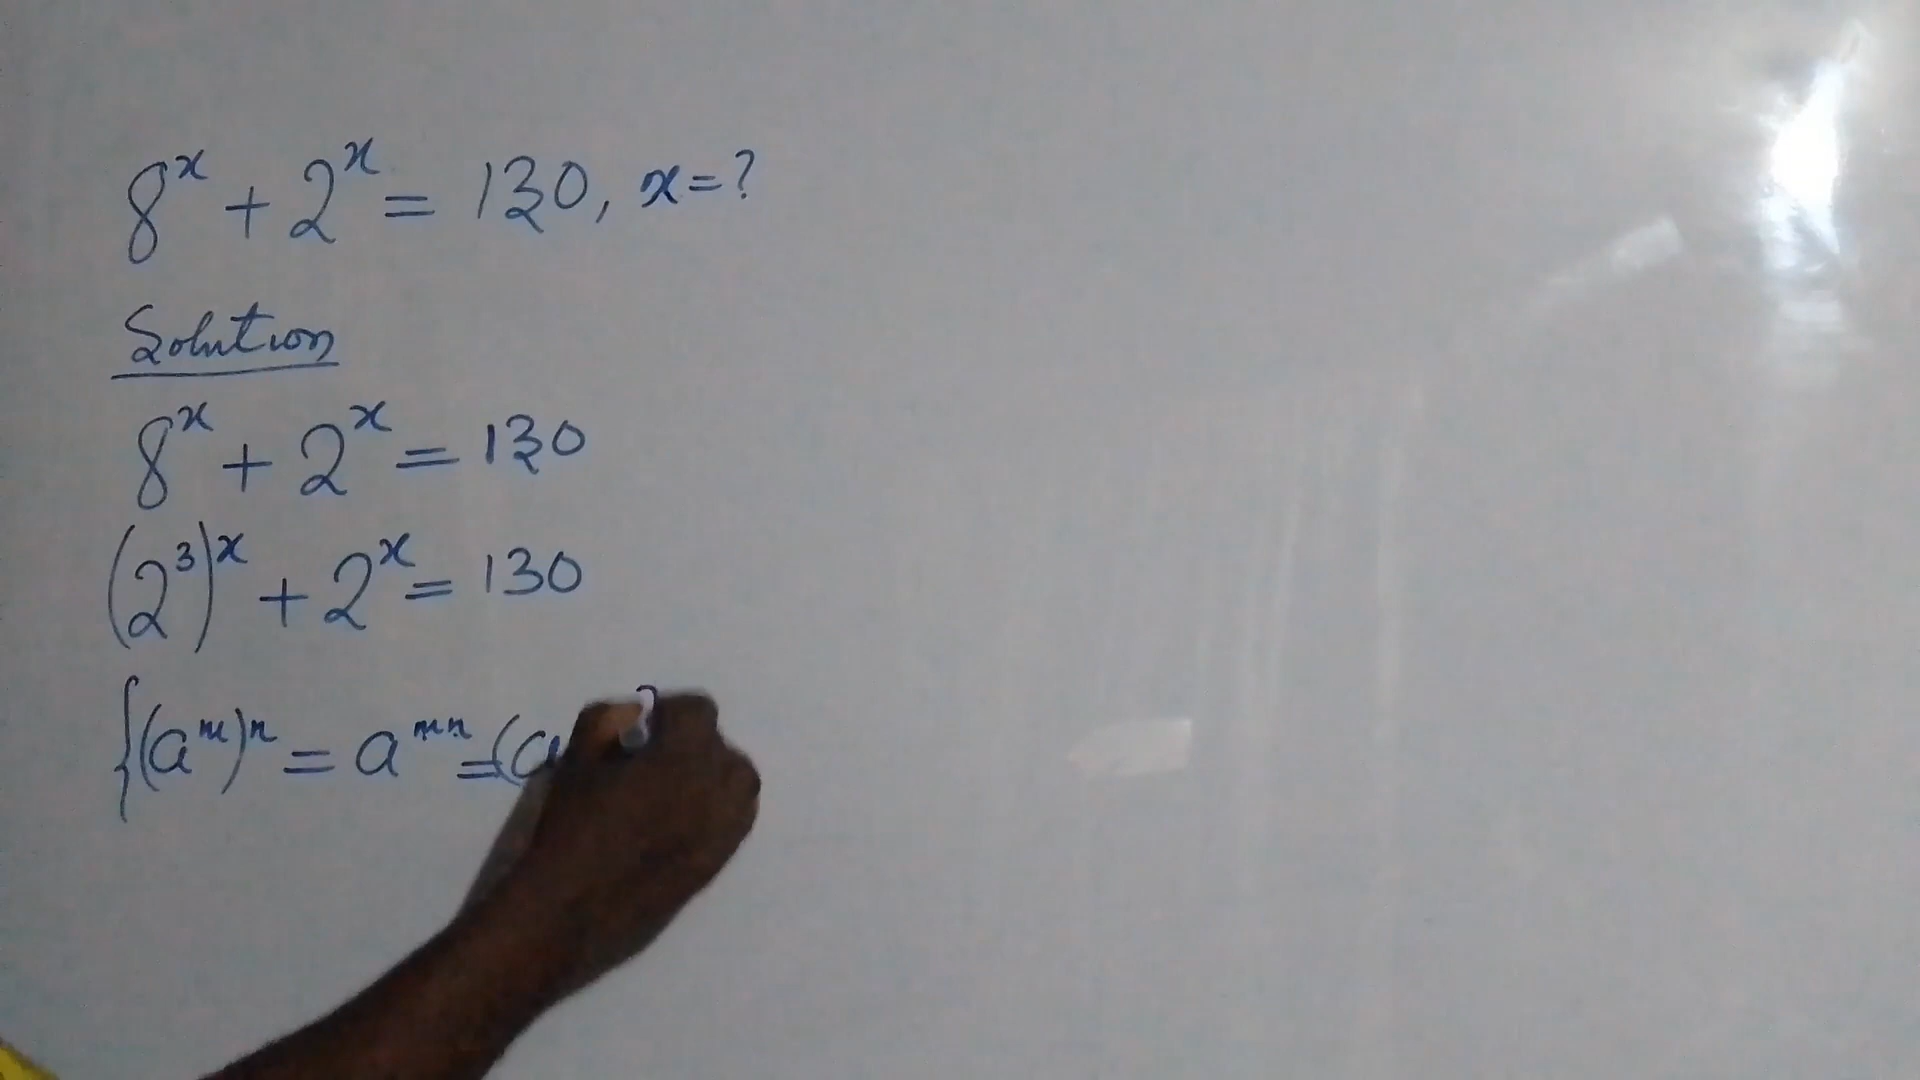 8^x + 2^x = 130, x = ?
Solution
8^x + 2^x = 130
(2^3)^x + 2^x = 130
{(a^m)^n = a^mn = (a